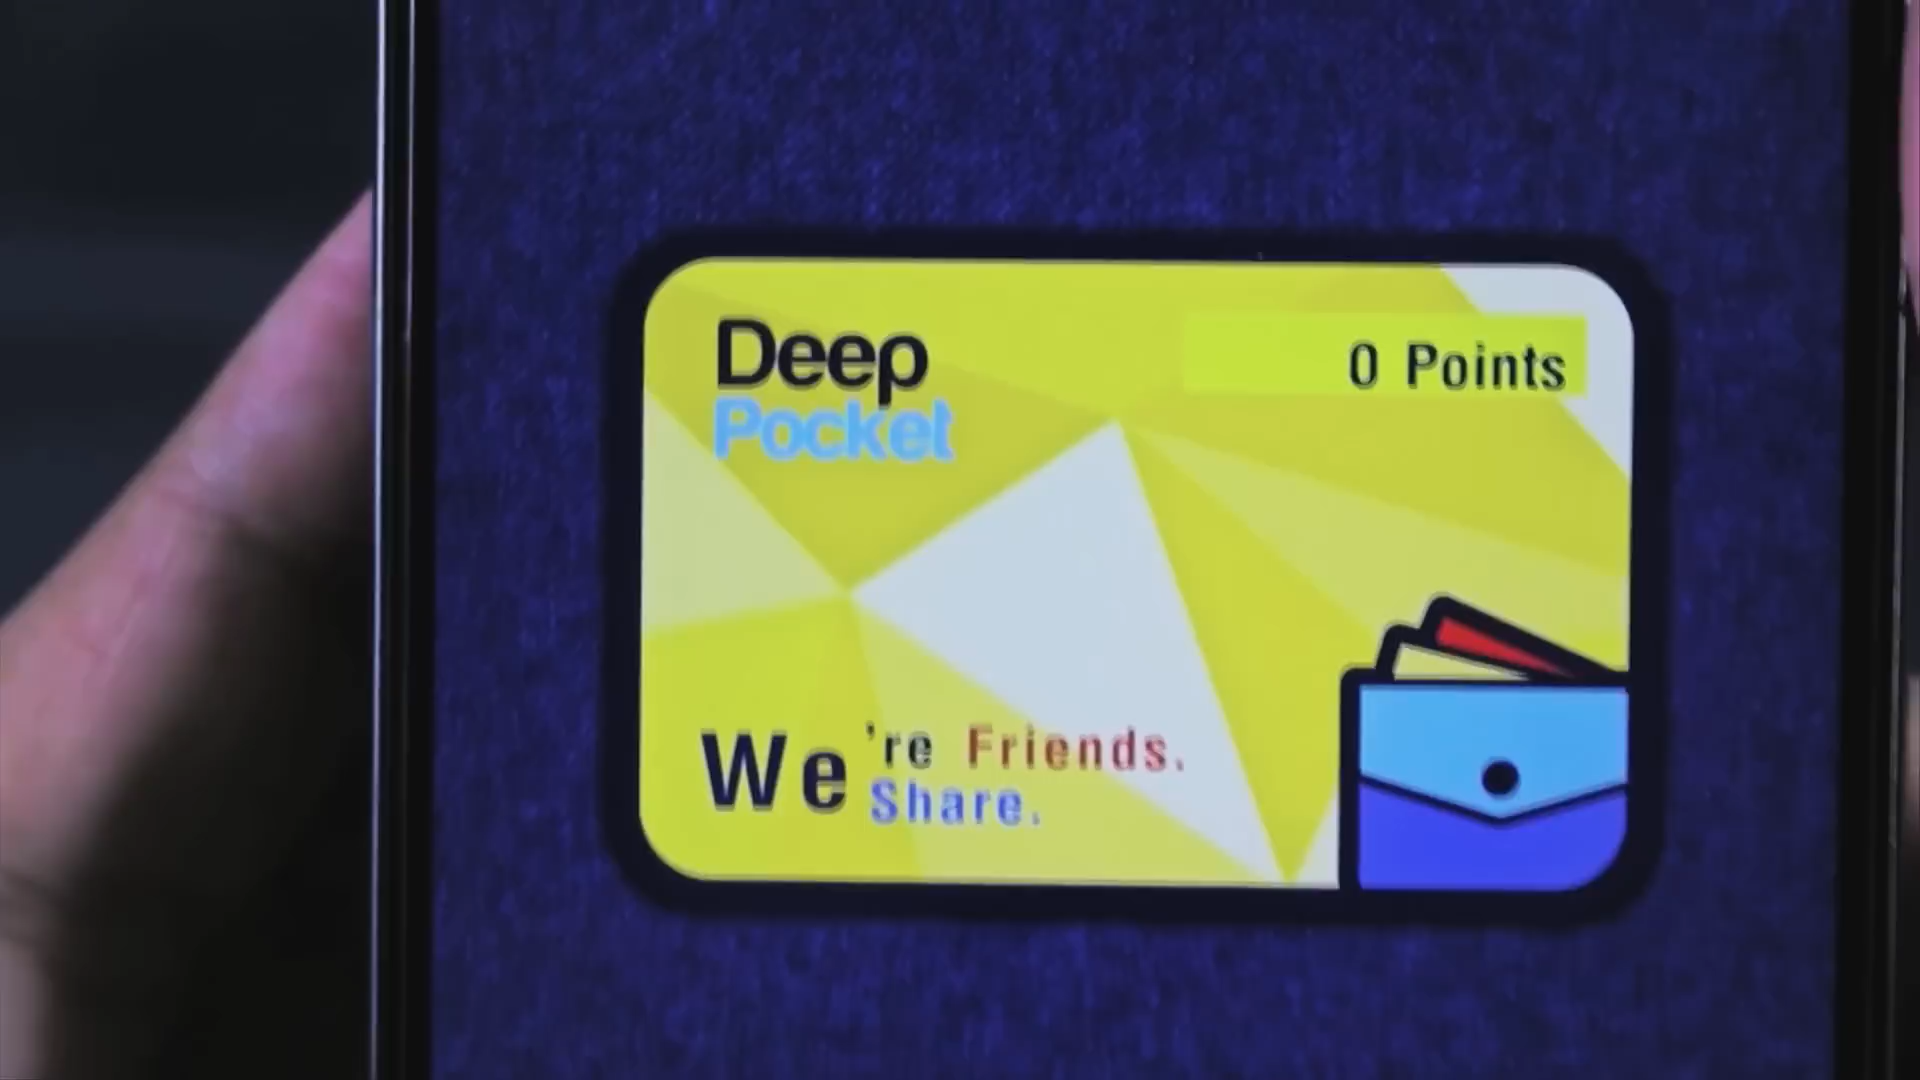 Deep
Pocket
0 Points
We're Friends.
Share.